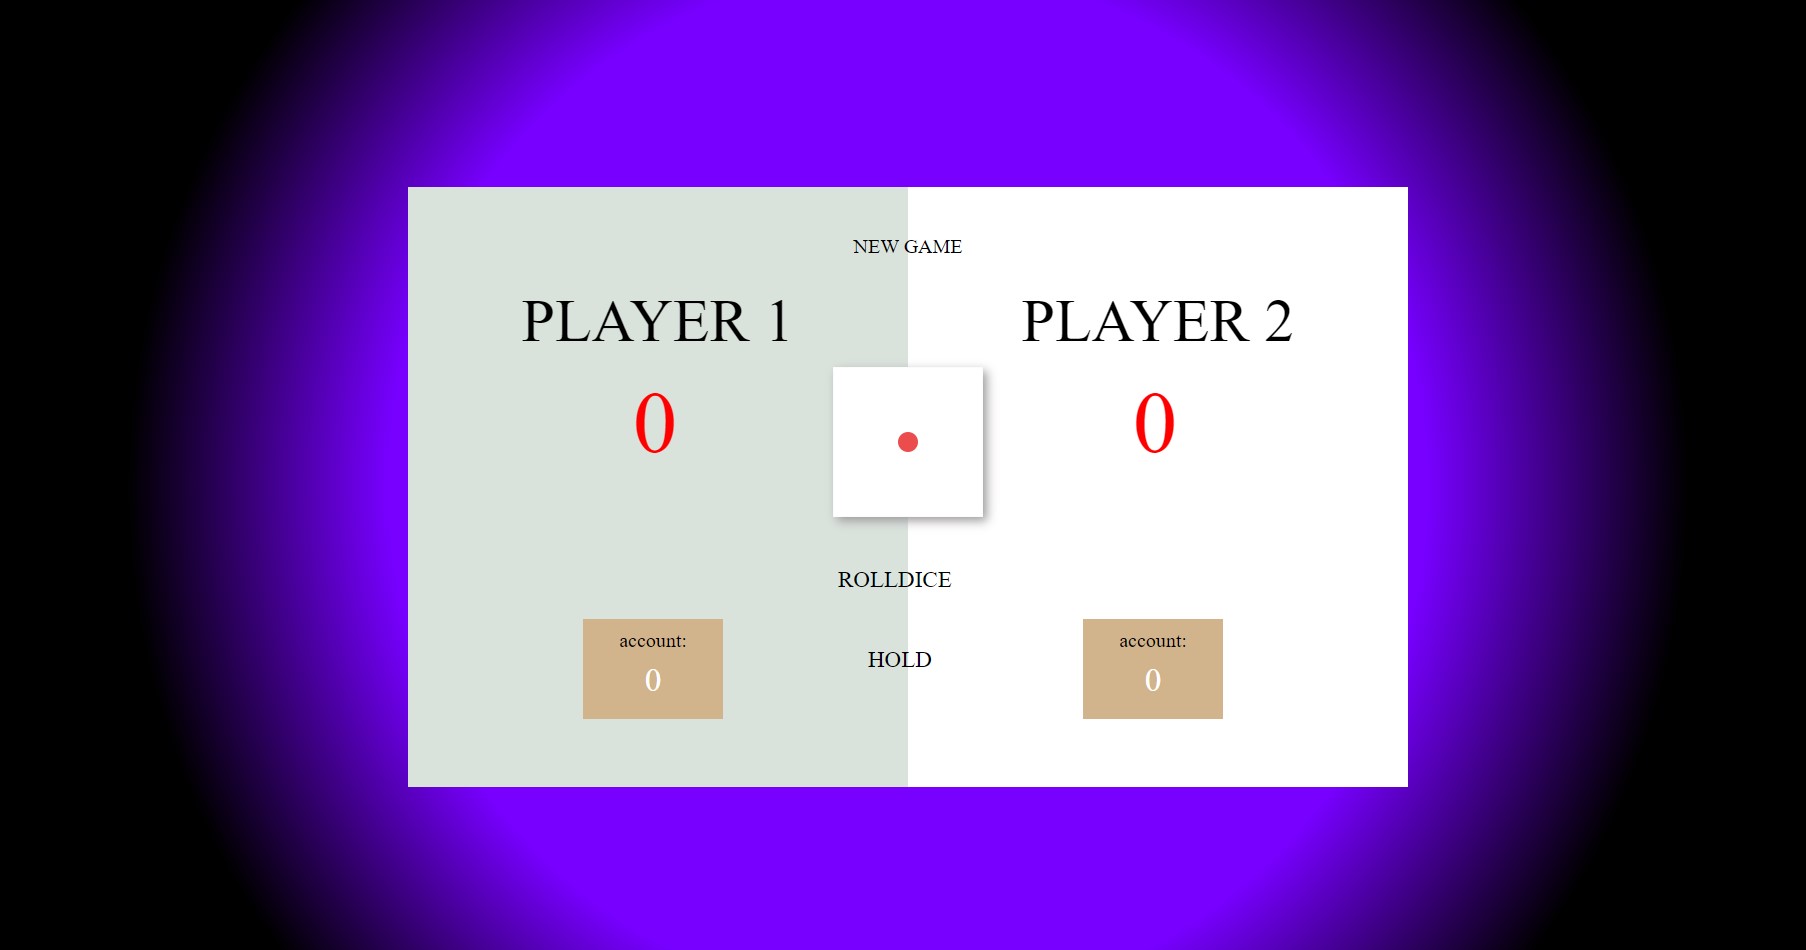 NEW GAME
PLAYER 1
PLAYER 2
0
0
ROLLDICE
account:
0
HOLD
account:
0